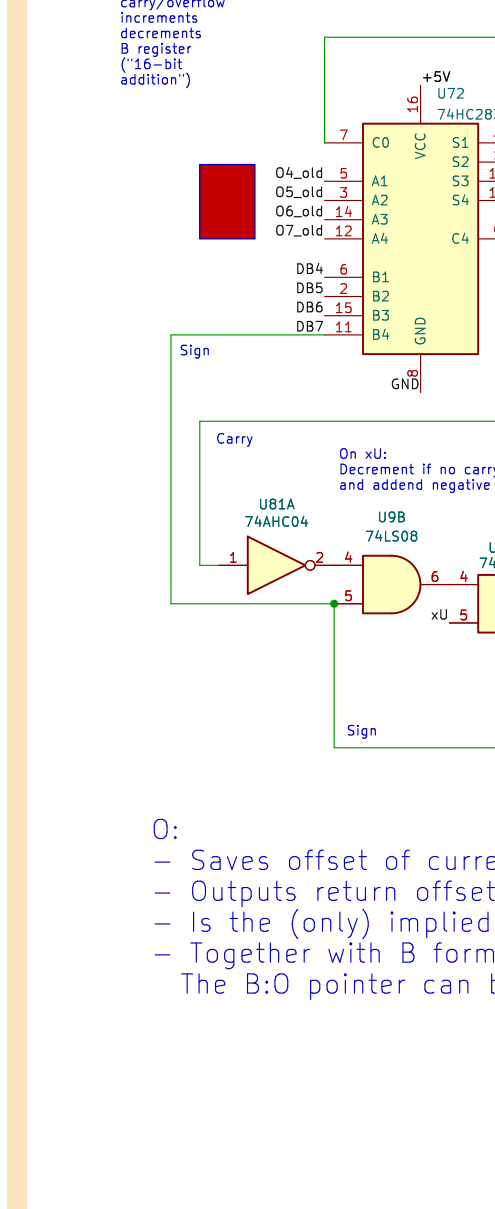 carry/overflow
increments
decrements
B register
("16-bit
addition")
+5V
U72
16
VCC
7 C0 S1
S2
O4_old 5 A1 S3
O5_old 3 A2 S4
O6_old 14 A3
O7_old 12 A4 C4
DB4 6 B1
DB5 2 B2
DB6 15 B3
DB7 11 B4
GND
Sign
8
GND
Carry
On xU:
Decrement if no carry
and addend negative
U81A
74AHC04
U9B
74LS08
1 2 4
6 4
5
xU 5
Sign
O:
- Saves offset of
- Outputs return offset
- Is the (only) implied
- Together with B
The B:O pointer can